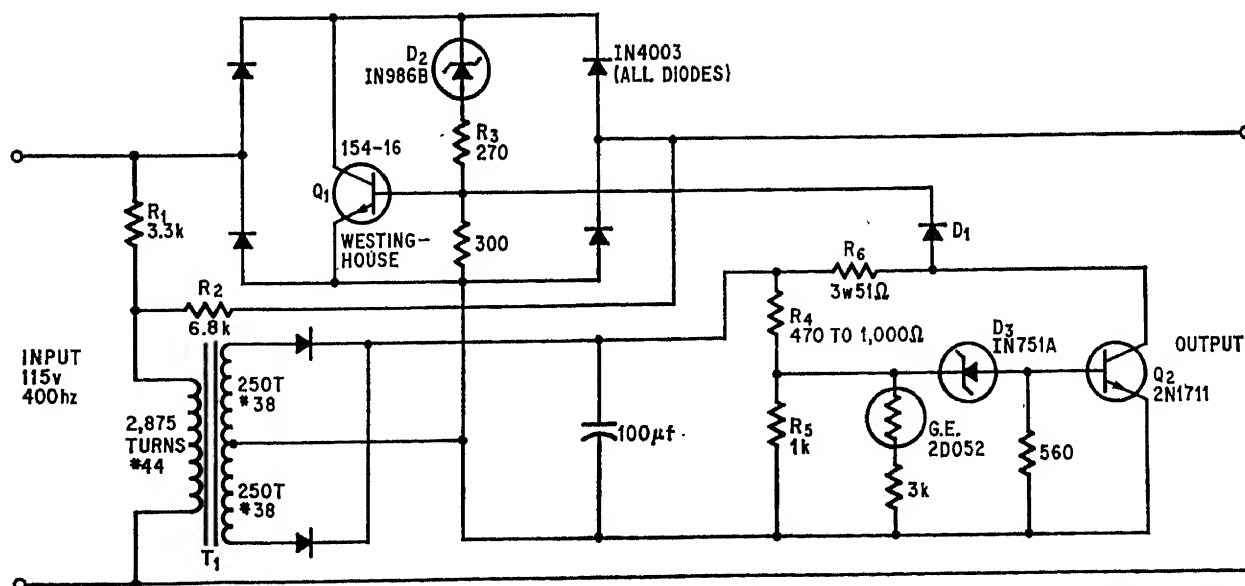 D2
IN986B
IN4003
(ALL DIODES)
R3
270
154-16
Q1
R1
3.3k
WESTING-
HOUSE
300
D1
R2
6.8k
R6
3w51Ω
R4
470 TO 1,000Ω
D3
IN751A
OUTPUT
INPUT
115v
400hz
250T
#38
Q2
2N1711
2,875
TURNS
#44
100μf
R5
1k
G.E.
2D052
560
250T
#38
3k
T1